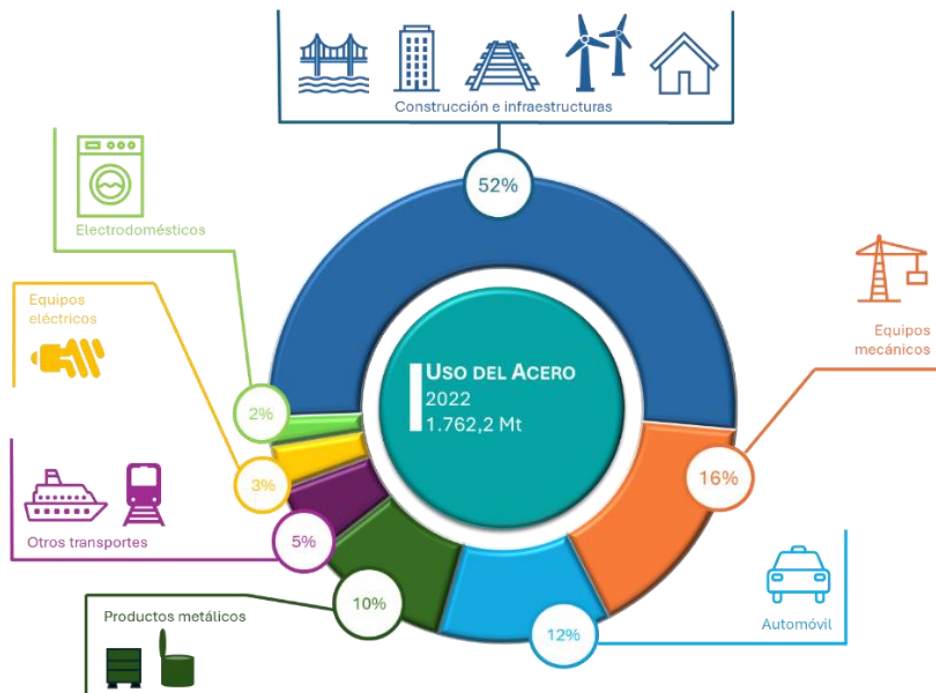 Construcción e infraestructuras
52%
Electrodomésticos
2%
Equipos
eléctricos
3%
Otros transportes
5%
Productos metálicos
10%
Automóvil
12%
Equipos
mecánicos
16%
USO DEL ACERO
2022
1.762,2 Mt